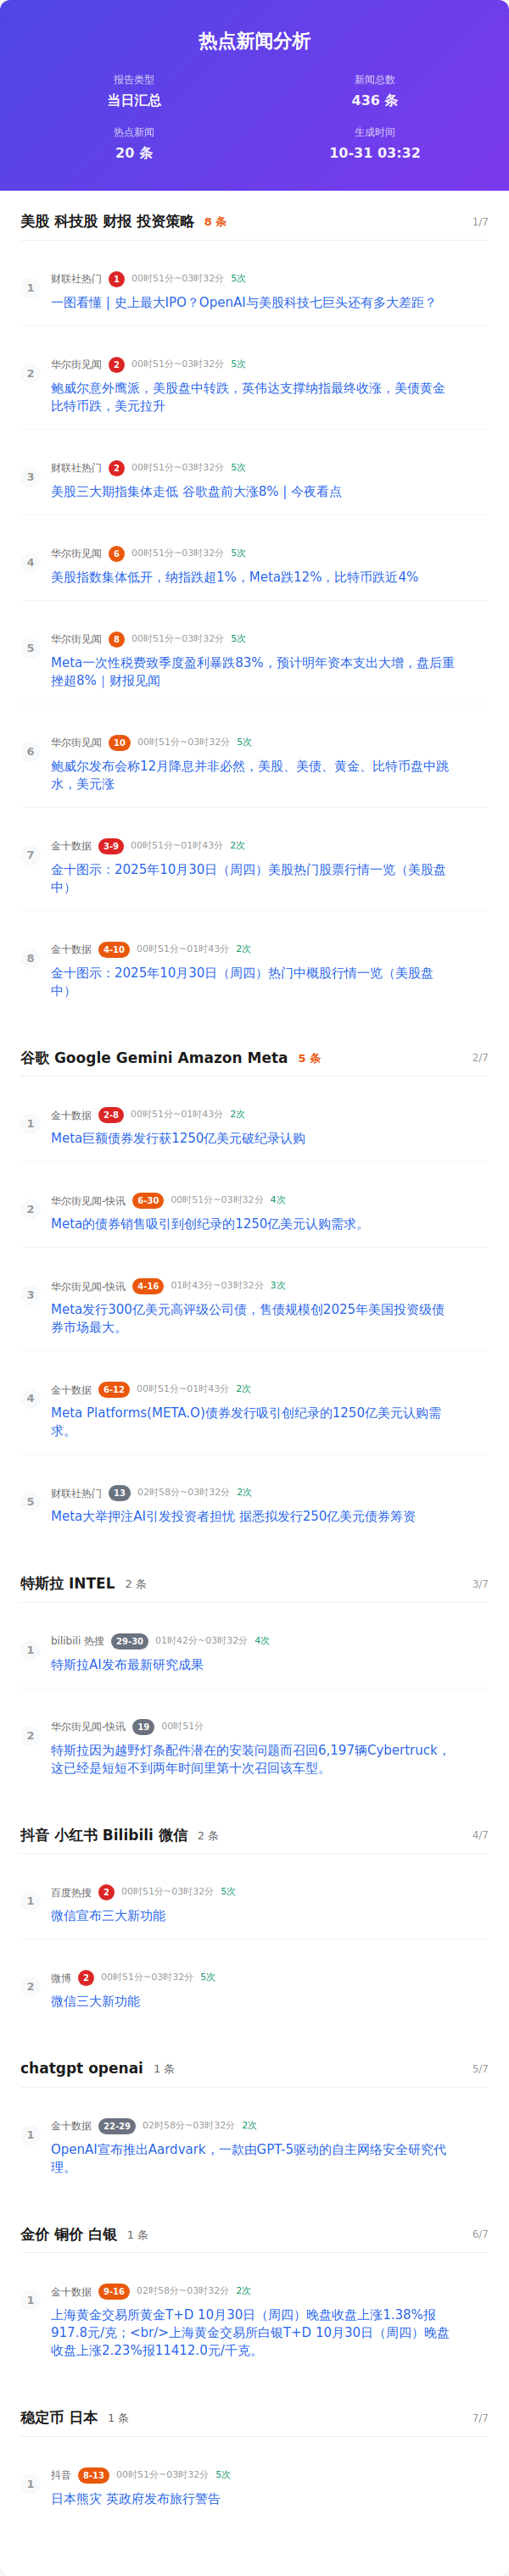 热点新闻分析
报告类型
新闻总数
当日汇总
436 条
热点新闻
生成时间
20 条
10-31 03:32
美股 科技股 财报 投资策略 8 条 1/7
1 财联社热门 1 00时51分~03时32分 5次
一图看懂 | 史上最大IPO？OpenAI与美股科技七巨头还有多大差距？
2 华尔街见闻 2 00时51分~03时32分 5次
鲍威尔意外鹰派，美股盘中转跌，英伟达支撑纳指最终收涨，美债黄金
比特币跌，美元拉升
3 财联社热门 2 00时51分~03时32分 5次
美股三大期指集体走低 谷歌盘前大涨8% | 今夜看点
4 华尔街见闻 6 00时51分~03时32分 5次
美股指数集体低开，纳指跌超1%，Meta跌12%，比特币跌近4%
5 华尔街见闻 8 00时51分~03时32分 5次
Meta一次性税费致季度盈利暴跌83%，预计明年资本支出大增，盘后重
挫超8%｜财报见闻
6 华尔街见闻 10 00时51分~03时32分 5次
鲍威尔发布会称12月降息并非必然，美股、美债、黄金、比特币盘中跳
水，美元涨
7 金十数据 3-9 00时51分~01时43分 2次
金十图示：2025年10月30日（周四）美股热门股票行情一览（美股盘
中）
8 金十数据 4-10 00时51分~01时43分 2次
金十图示：2025年10月30日（周四）热门中概股行情一览（美股盘
中）
谷歌 Google Gemini Amazon Meta 5 条 2/7
1 金十数据 2-8 00时51分~01时43分 2次
Meta巨额债券发行获1250亿美元破纪录认购
2 华尔街见闻-快讯 6-30 00时51分~03时32分 4次
Meta的债券销售吸引到创纪录的1250亿美元认购需求。
3 华尔街见闻-快讯 4-16 01时43分~03时32分 3次
Meta发行300亿美元高评级公司债，售债规模创2025年美国投资级债
券市场最大。
4 金十数据 6-12 00时51分~01时43分 2次
Meta Platforms(META.O)债券发行吸引创纪录的1250亿美元认购需
求。
5 财联社热门 13 02时58分~03时32分 2次
Meta大举押注AI引发投资者担忧 据悉拟发行250亿美元债券筹资
特斯拉 INTEL 2 条 3/7
1 bilibili 热搜 29-30 01时42分~03时32分 4次
特斯拉AI发布最新研究成果
2 华尔街见闻-快讯 19 00时51分
特斯拉因为越野灯条配件潜在的安装问题而召回6,197辆Cybertruck，
这已经是短短不到两年时间里第十次召回该车型。
抖音 小红书 Bilibili 微信 2 条 4/7
1 百度热搜 2 00时51分~03时32分 5次
微信宣布三大新功能
2 微博 2 00时51分~03时32分 5次
微信三大新功能
chatgpt openai 1 条 5/7
1 金十数据 22-29 02时58分~03时32分 2次
OpenAI宣布推出Aardvark，一款由GPT-5驱动的自主网络安全研究代
理。
金价 铜价 白银 1 条 6/7
1 金十数据 9-16 02时58分~03时32分 2次
上海黄金交易所黄金T+D 10月30日（周四）晚盘收盘上涨1.38%报
917.8元/克；<br/>上海黄金交易所白银T+D 10月30日（周四）晚盘
收盘上涨2.23%报11412.0元/千克。
稳定币 日本 1 条 7/7
1 抖音 8-13 00时51分~03时32分 5次
日本熊灾 英政府发布旅行警告